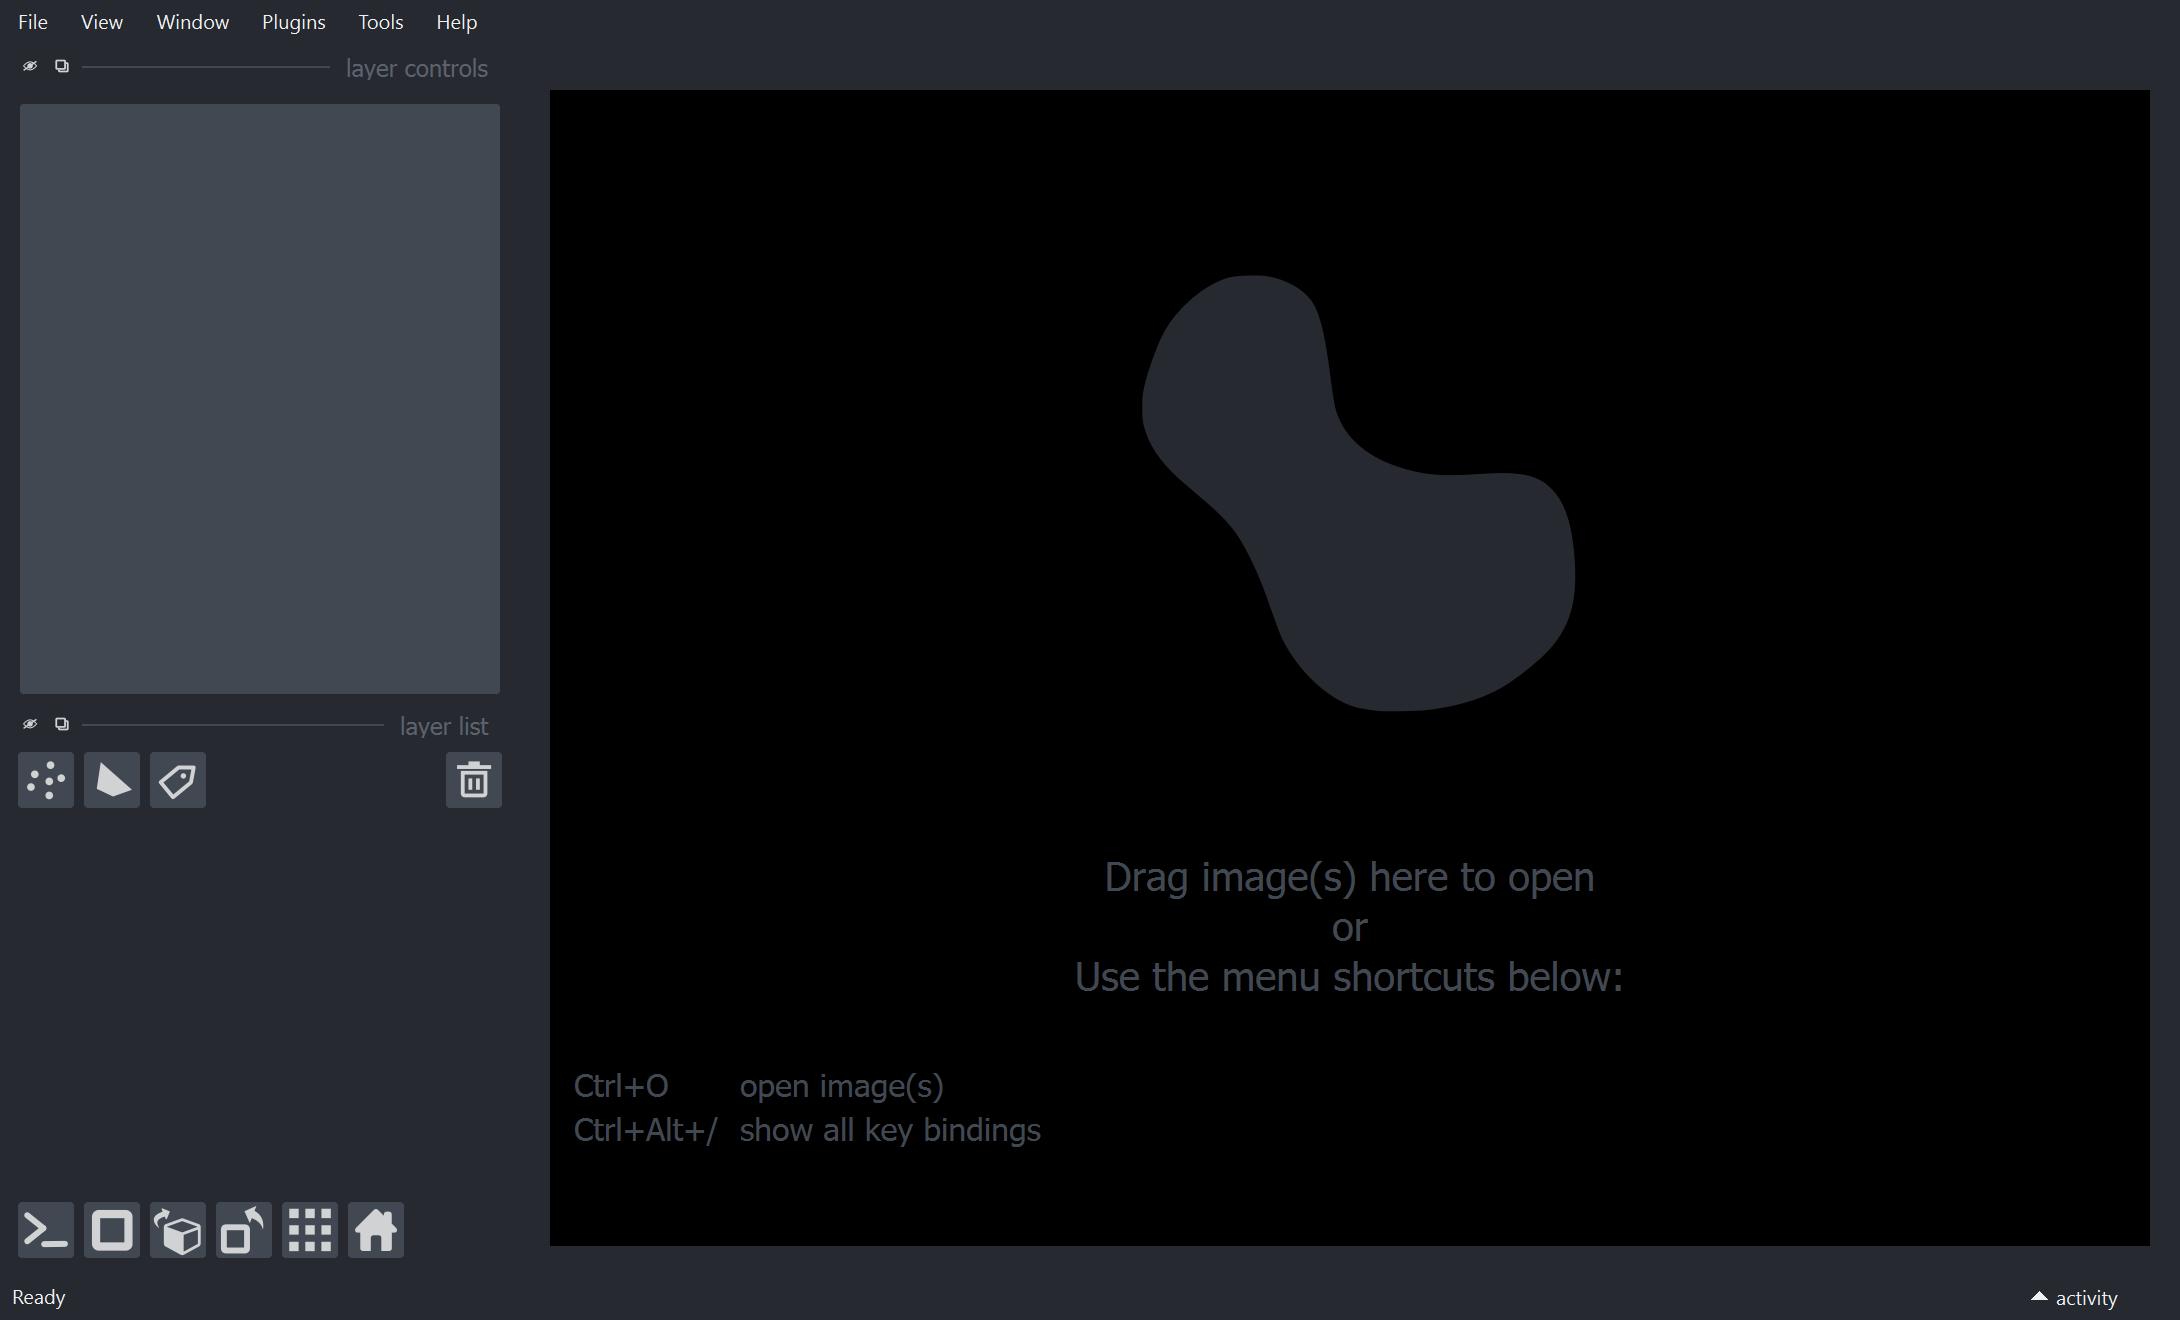 File View Window Plugins Tools Help
layer controls
layer list
Drag image(s) here to open
or
Use the menu shortcuts below:
Ctrl+O open image(s)
Ctrl+Alt+/ show all key bindings
Ready
activity